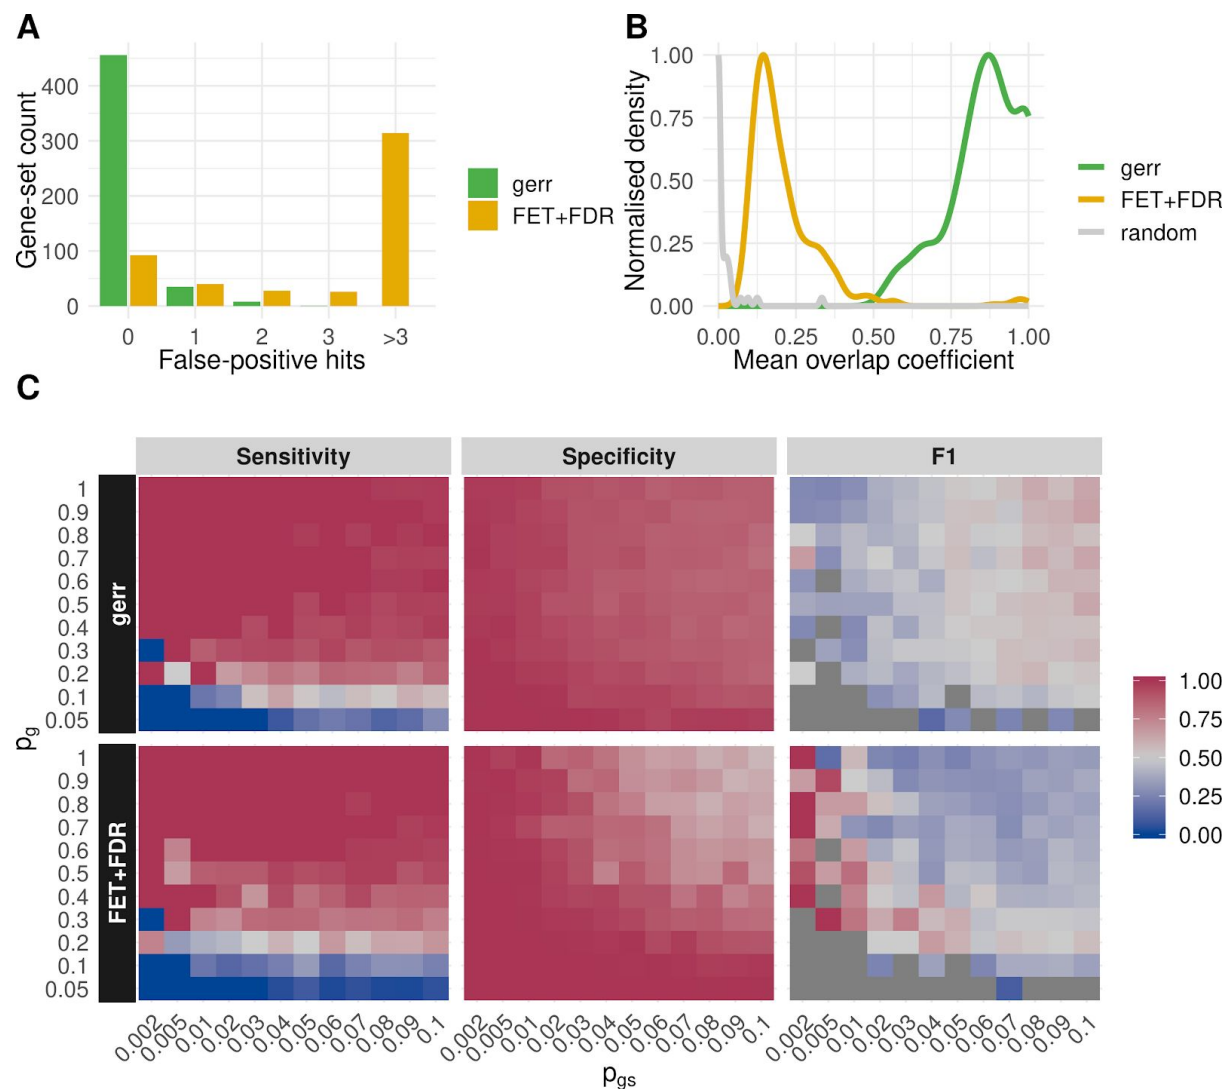 A
Gene-set count
400
300
200
100
0
0 1 2 3 >3
False-positive hits
gerr
FET+FDR
B
Normalised density
1.00
0.75
0.50
0.25
0.00
0.00 0.25 0.50 0.75 1.00
Mean overlap coefficient
gerr
FET+FDR
random
C
Sensitivity Specificity F1
gerr
1
0.9
0.8
0.7
0.6
0.5
0.4
0.3
0.2
0.1
0.05
pg
FET+FDR
1
0.9
0.8
0.7
0.6
0.5
0.4
0.3
0.2
0.1
0.05
0.002 0.005 0.01 0.02 0.03 0.04 0.05 0.06 0.07 0.08 0.09 0.1
0.002 0.005 0.01 0.02 0.03 0.04 0.05 0.06 0.07 0.08 0.09 0.1
0.002 0.005 0.01 0.02 0.03 0.04 0.05 0.06 0.07 0.08 0.09 0.1
pgs
1.00
0.75
0.50
0.25
0.00